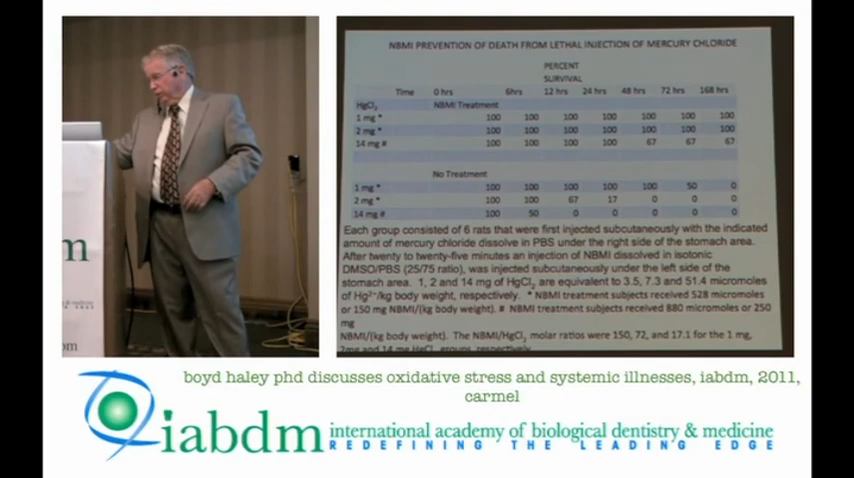 m
om
NBMI PREVENTION OF DEATH FROM LETHAL INJECTION OF MERCURY CHLORIDE
PERCENT
SURVIVAL
Time 0 hrs 6hrs 12 hrs 24 hrs 48 hrs 72 hrs 168 hrs
HgCl₂ NBMI Treatment
1 mg * 100 100 100 100 100 100 100
2 mg * 100 100 100 100 100 100 100
14 mg # 100 100 100 100 67 67 67
No Treatment
1 mg * 100 100 100 100 100 50 0
2 mg * 100 100 67 17 0 0 0
14 mg # 100 50 0 0 0 0 0
Each group consisted of 6 rats that were first injected subcutaneously with the indicated
amount of mercury chloride dissolve in PBS under the right side of the stomach area.
After twenty to twenty-five minutes an injection of NBMI dissolved in isotonic
DMSO/PBS (25/75 ratio), was injected subcutaneously under the left side of the
stomach area. 1, 2 and 14 mg of HgCl₂ are equivalent to 3.5, 7.3 and 51.4 micromoles
of Hg²⁺/kg body weight, respectively. * NBMI treatment subjects received 528 micromoles
or 150 mg NBMI/(kg body weight). # NBMI treatment subjects received 880 micromoles or 250
mg
NBMI/(kg body weight). The NBMI/HgCl₂ molar ratios were 150, 72, and 17.1 for the 1 mg,
2mg and 14 mg HgCl₂ groups, respectively.
boyd haley phd discusses oxidative stress and systemic illnesses, iabdm, 2011,
carmel
iabdm international academy of biological dentistry & medicine
REDEFINING THE LEADING EDGE